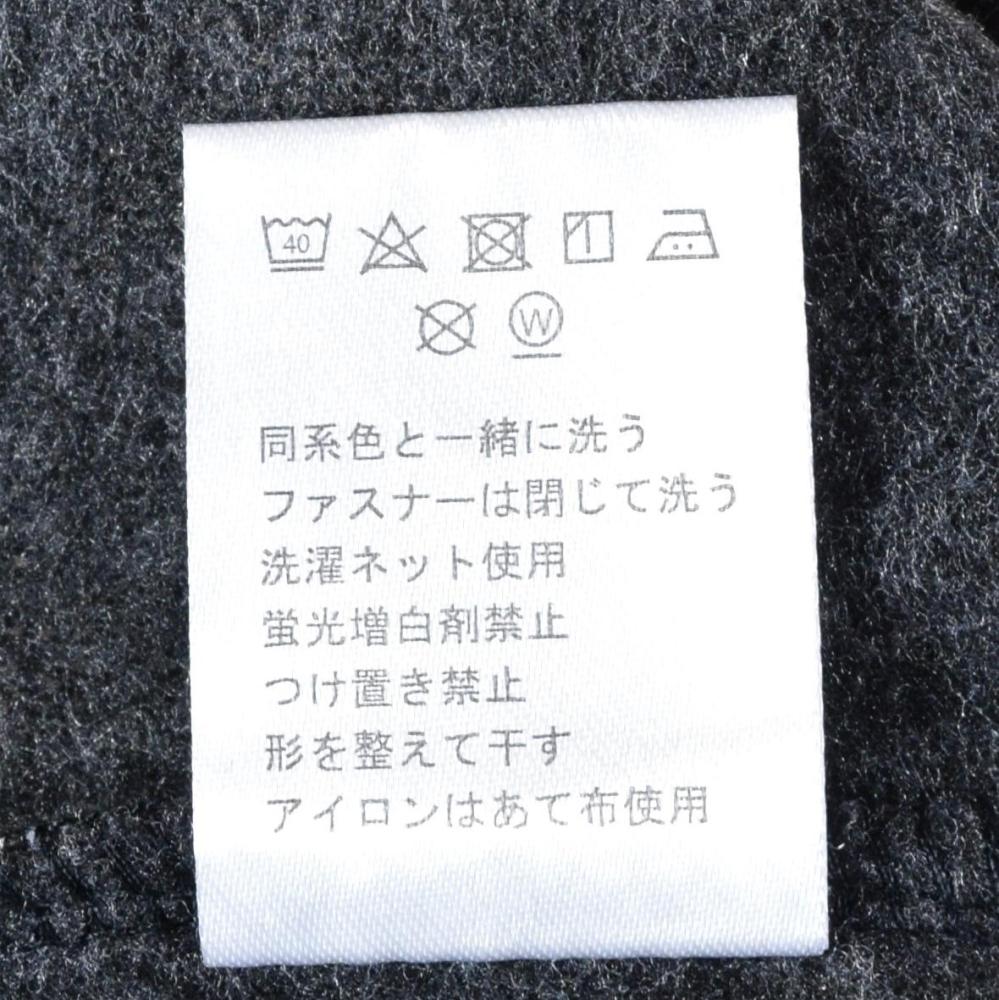 40
W
同系色と一緒に洗う
ファスナーは閉じて洗う
洗濯ネット使用
蛍光増白剤禁止
つけ置き禁止
形を整えて干す
アイロンはあて布使用